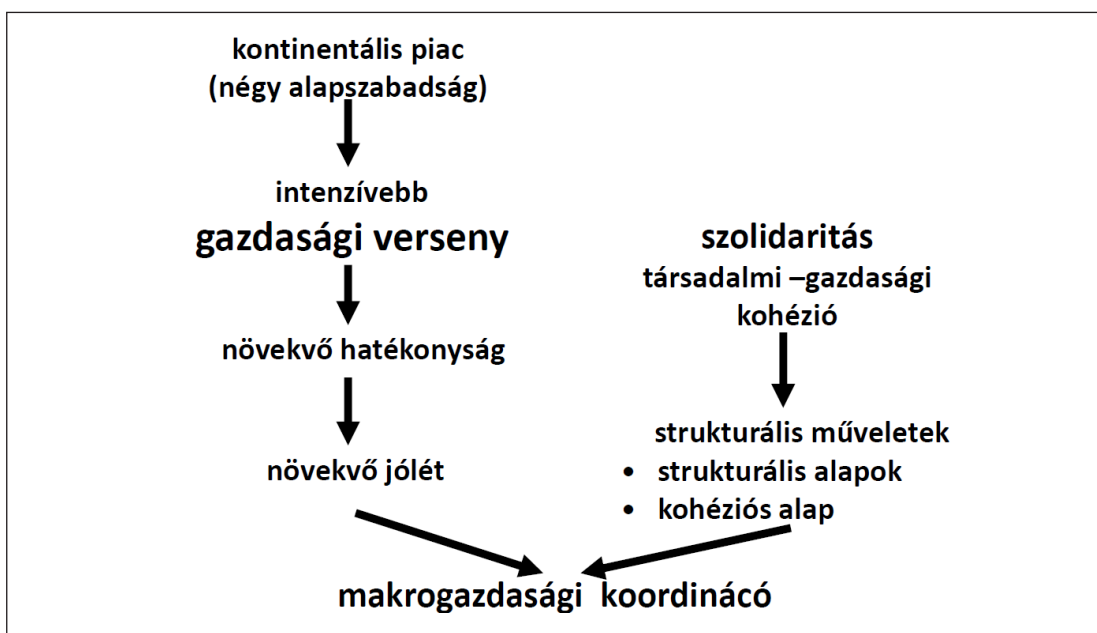 kontinentális piac
(négy alapszabadság)
intenzívebb
gazdasági verseny
növekvő hatékonyság
növekvő jólét
szolidaritás
társadalmi –gazdasági
kohézió
strukturális műveletek
• strukturális alapok
• kohéziós alap
makrogazdasági koordinácó